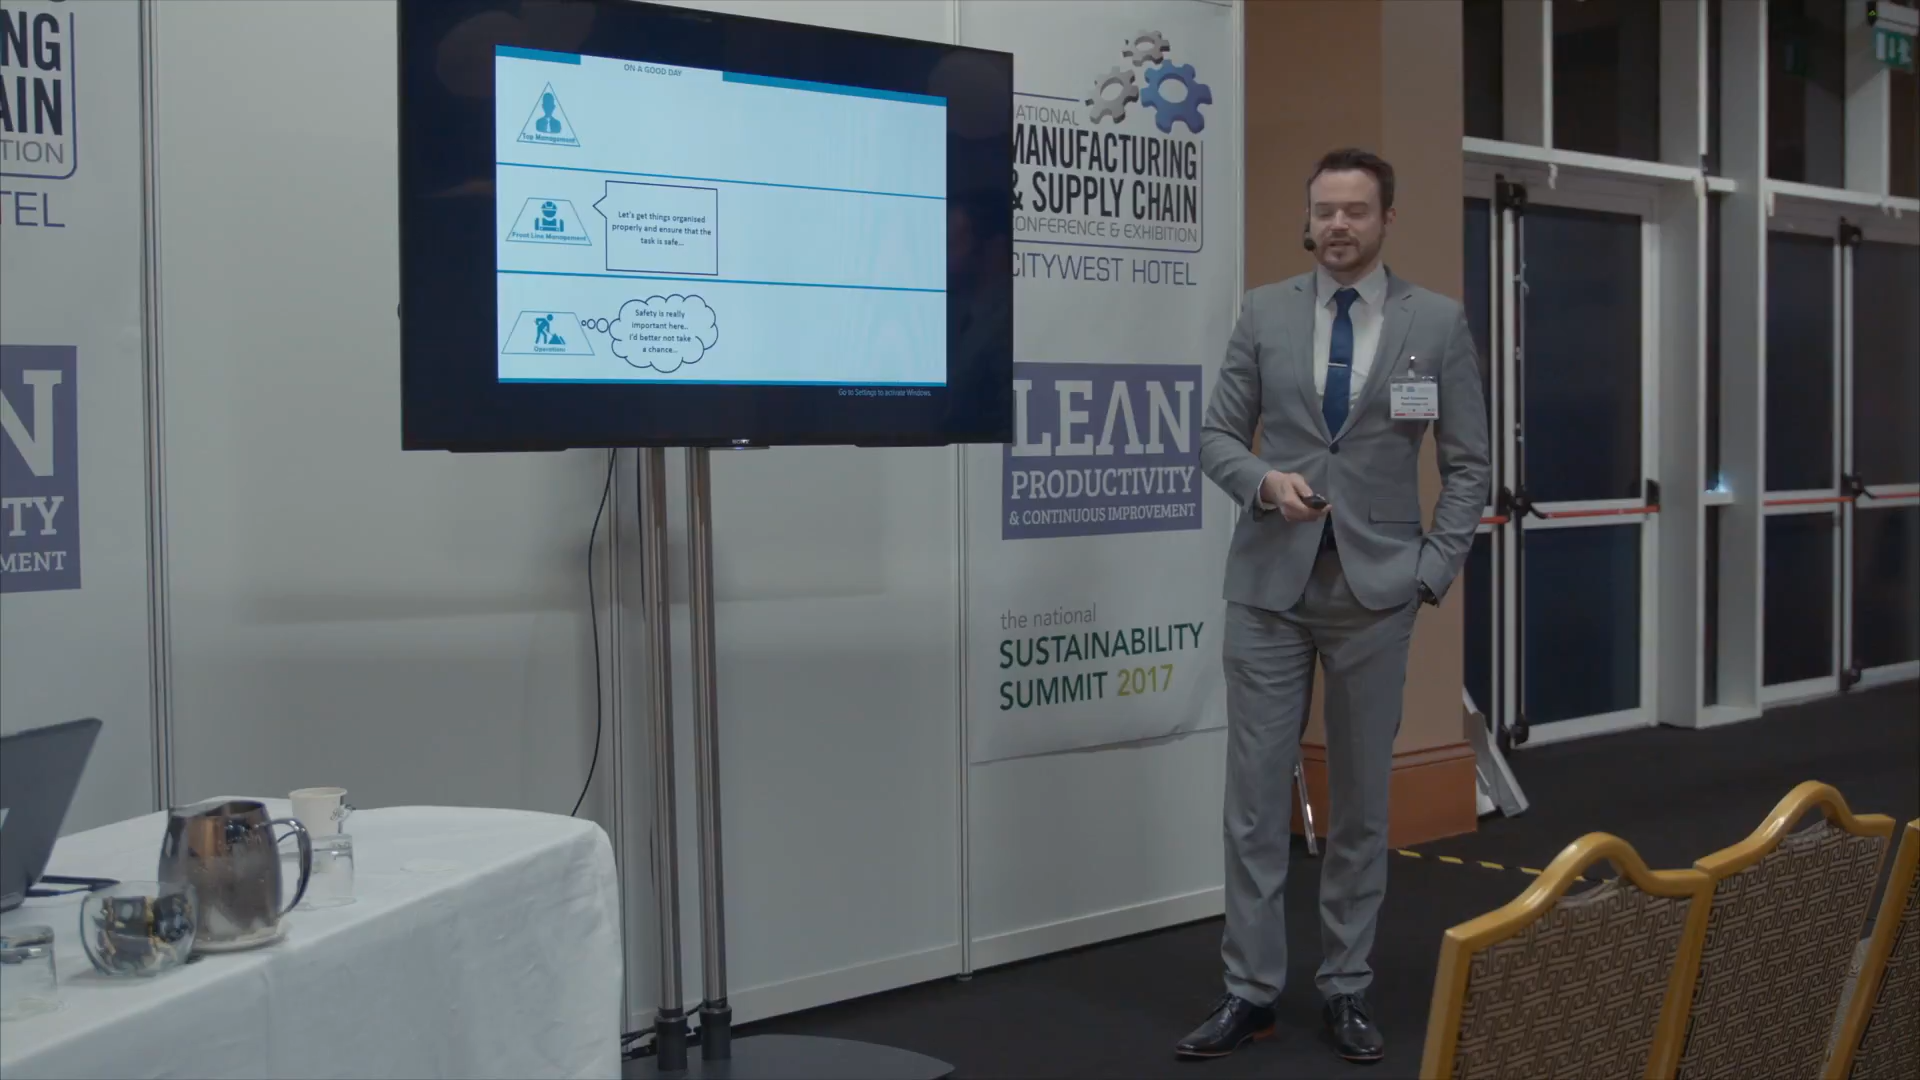 NG
AIN
TION
TEL
N
TY
MENT
ON A GOOD DAY
Top Management
Let's get things organised
properly and ensure that the
task is safe...
Front Line Management
Safety is really
important here..
I'd better not take
a chance...
Operations
Go to Settings to activate Windows.
SONY
ATIONAL
MANUFACTURING
& SUPPLY CHAIN
CONFERENCE & EXHIBITION
CITYWEST HOTEL
LEAN
PRODUCTIVITY
& CONTINUOUS IMPROVEMENT
the national
SUSTAINABILITY
SUMMIT 2017